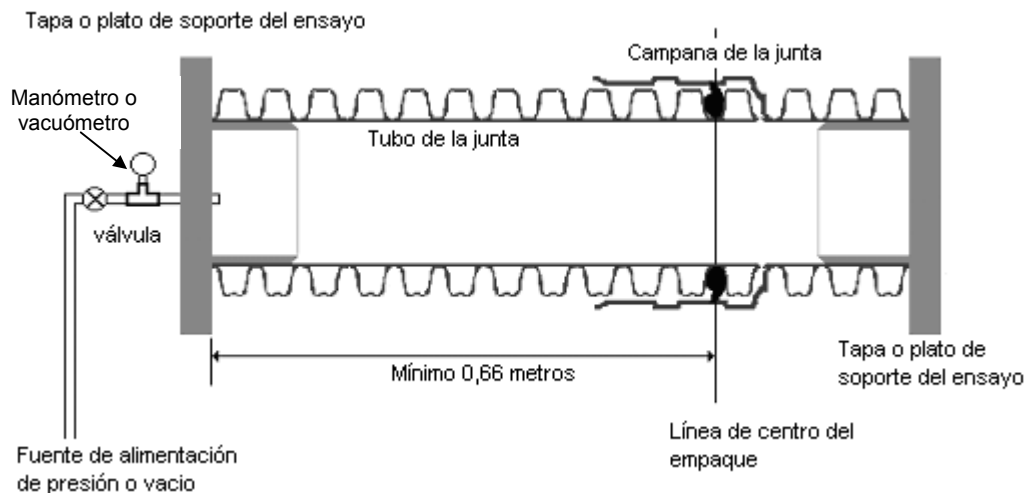 Tapa o plato de soporte del ensayo
Campana de la junta
Manómetro o
vacuómetro
Tubo de la junta
válvula
Mínimo 0,66 metros
Tapa o plato de
soporte del ensayo
Línea de centro del
empaque
Fuente de alimentación
de presión o vacio